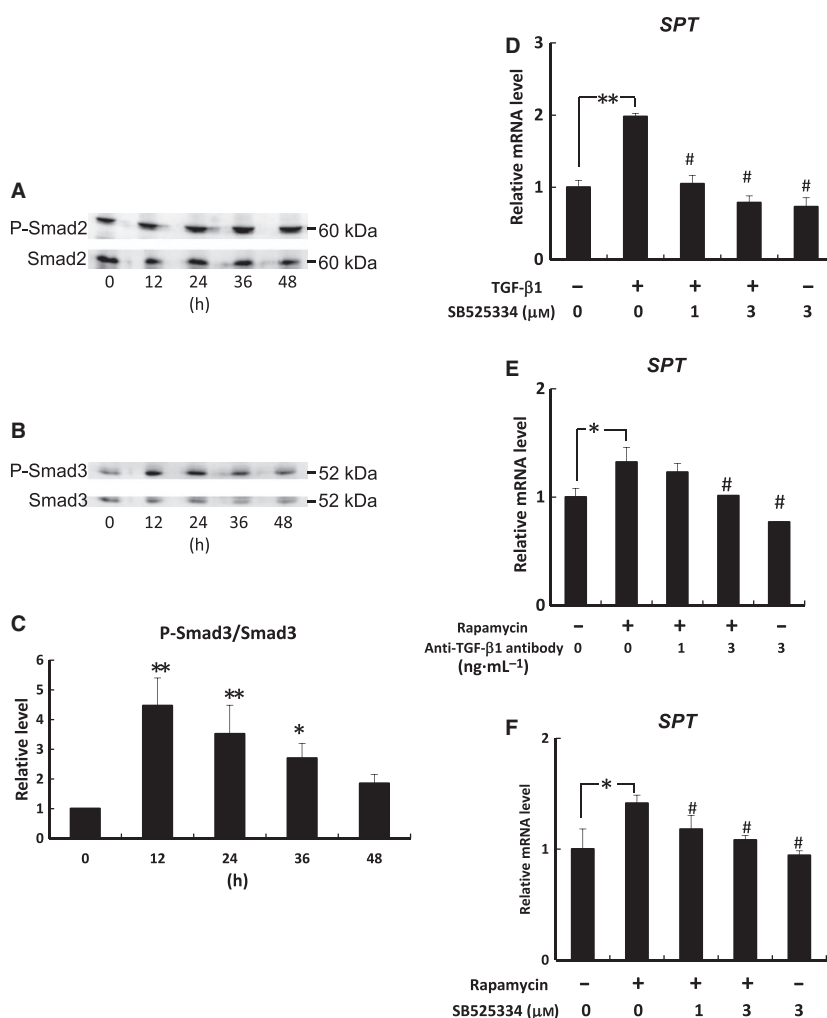 A
P-Smad2
60 kDa
Smad2
60 kDa
0 12 24 36 48
(h)
B
P-Smad3
52 kDa
Smad3
52 kDa
0 12 24 36 48
(h)
C
P-Smad3/Smad3
Relative level
6
5
4
3
2
1
0
** ** *
0 12 24 36 48
(h)
D
SPT
Relative mRNA level
3
2
1
0
** # # #
TGF-β1 – + + + –
SB525334 (μM) 0 0 1 3 3
E
SPT
Relative mRNA level
2
1
0
* # #
Rapamycin – + + + –
Anti-TGF-β1 antibody 0 0 1 3 3
(ng·mL⁻¹)
F
SPT
Relative mRNA level
2
1
0
* # # #
Rapamycin – + + + –
SB525334 (μM) 0 0 1 3 3